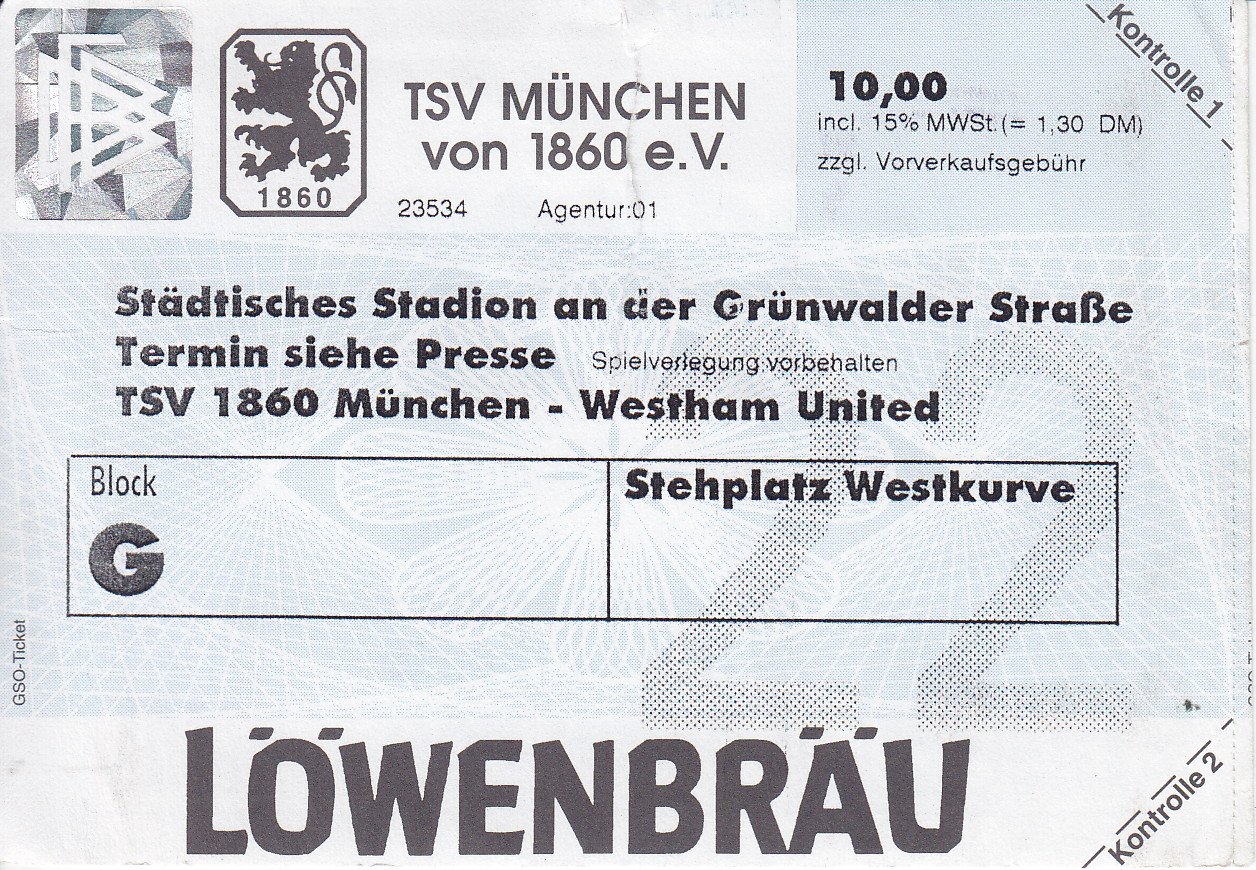 1860
TSV MÜNCHEN
von 1860 e.V.
23534 Agentur:01
10,00
incl. 15% MWSt.(= 1,30 DM)
zzgl. Vorverkaufsgebühr
Kontrolle 1
Städtisches Stadion an der Grünwalder Straße
Termin siehe Presse Spielverlegung vorbehalten
TSV 1860 München - Westham United
Block
G
Stehplatz Westkurve
22
GSO-Ticket
LÖWENBRÄU
Kontrolle 2